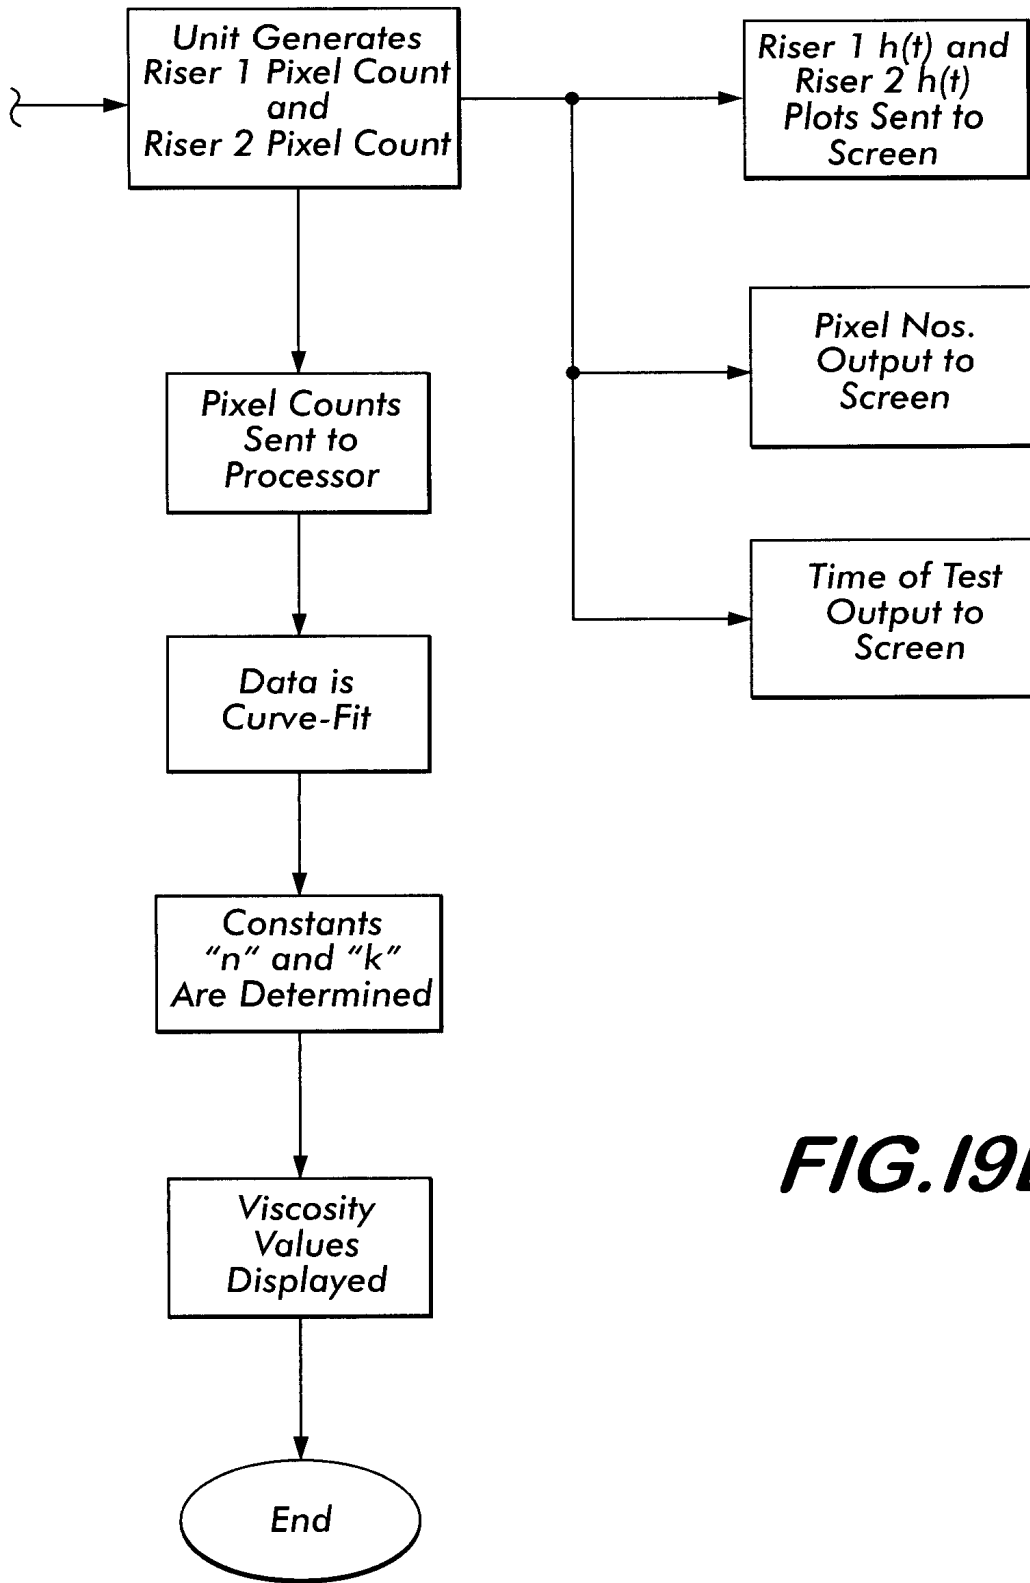 Unit Generates
Riser 1 Pixel Count
and
Riser 2 Pixel Count
Riser 1 h(t) and
Riser 2 h(t)
Plots Sent to
Screen
Pixel Nos.
Output to
Screen
Time of Test
Output to
Screen
Pixel Counts
Sent to
Processor
Data is
Curve-Fit
Constants
"n" and "k"
Are Determined
Viscosity
Values
Displayed
End